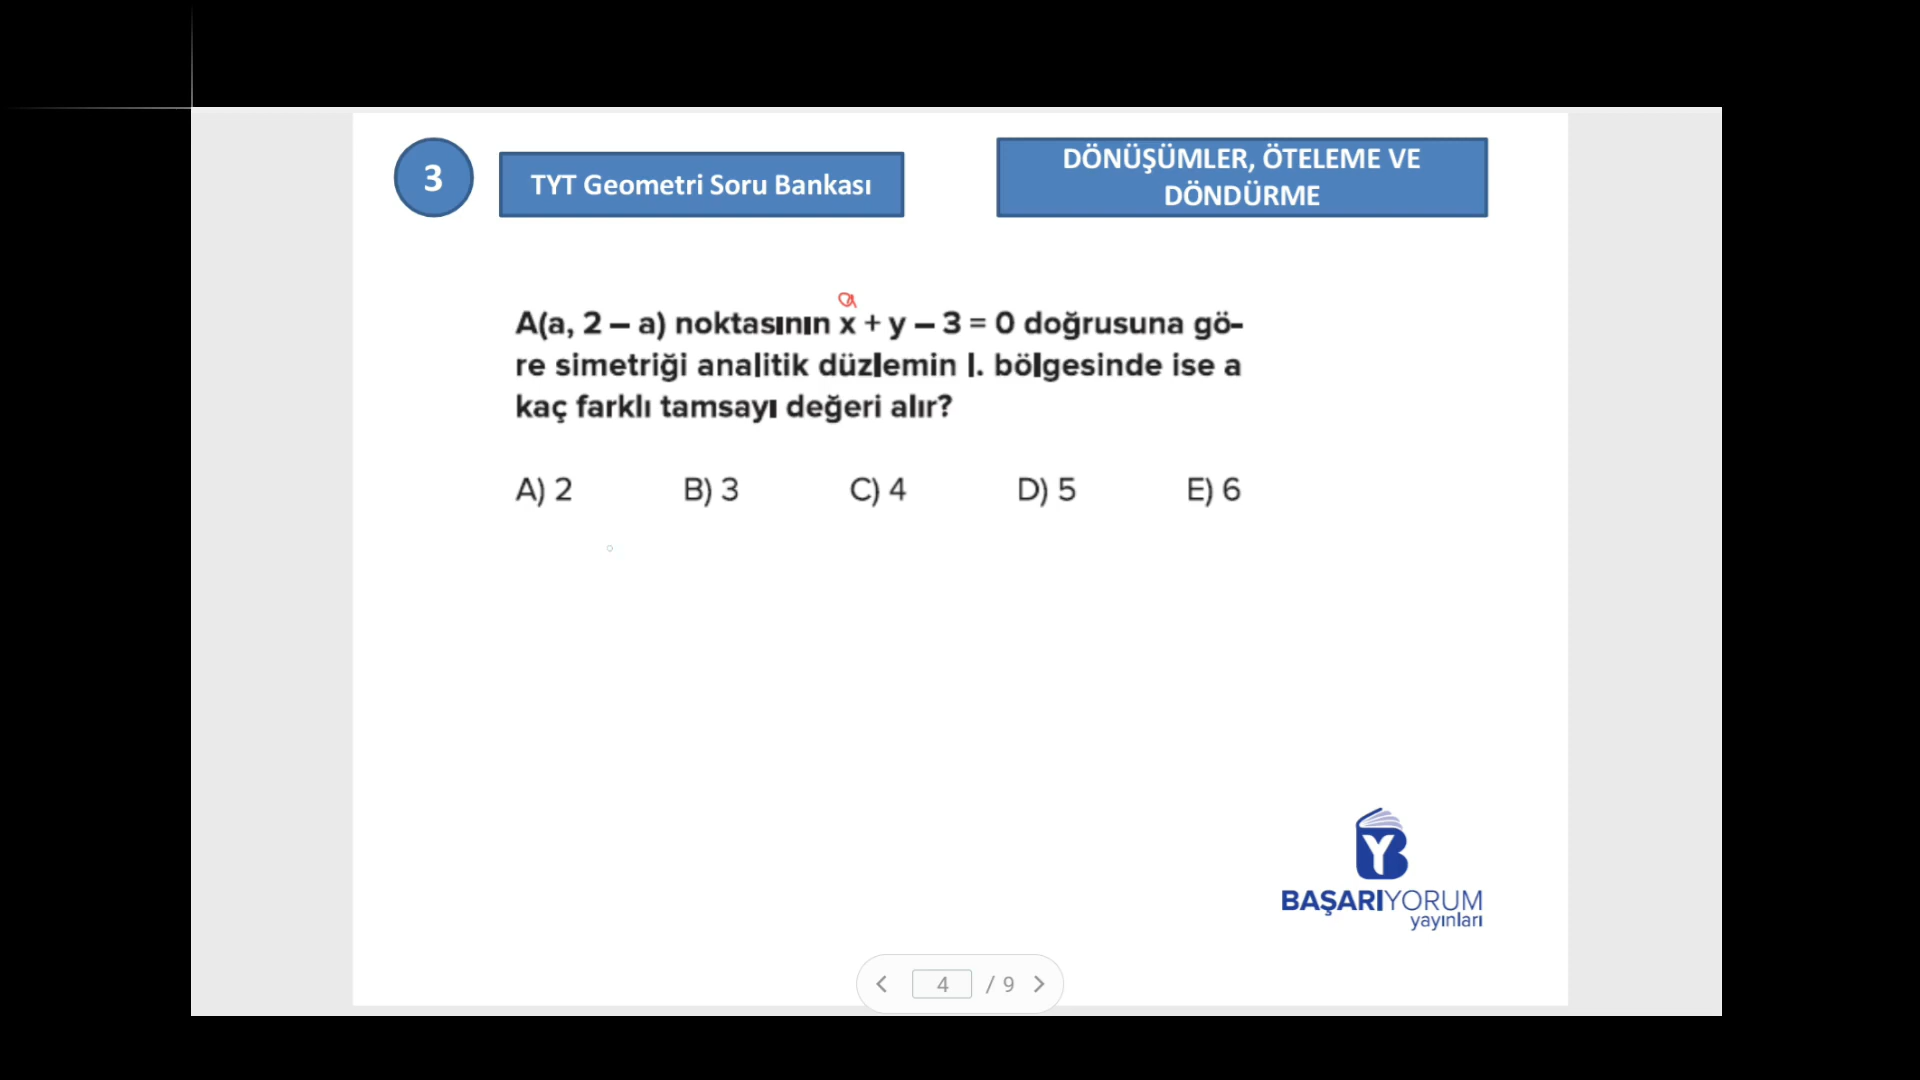 3
TYT Geometri Soru Bankası
DÖNÜŞÜMLER, ÖTELEME VE
DÖNDÜRME
a
A(a, 2 – a) noktasının x + y – 3 = 0 doğrusuna gö-
re simetriği analitik düzlemin I. bölgesinde ise a
kaç farklı tamsayı değeri alır?
A) 2 B) 3 C) 4 D) 5 E) 6
BAŞARIYORUM
yayınları
4 / 9